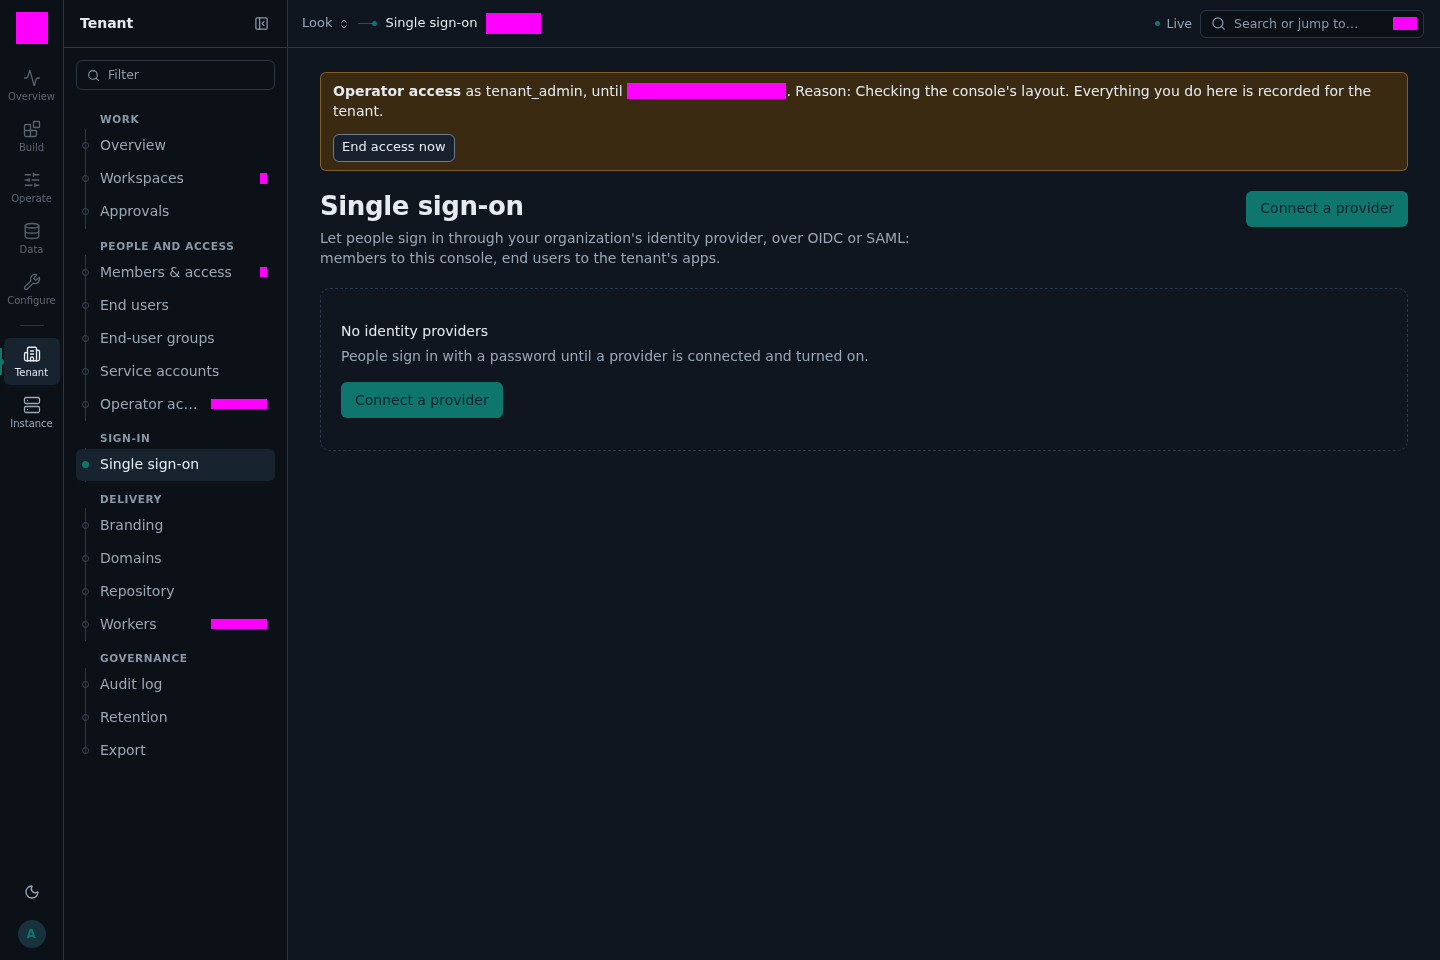 Tenant
Look
Single sign-on
Live
Search or jump to…
Overview
Build
Operate
Data
Configure
Tenant
Instance
A
Filter
WORK
Overview
Workspaces
Approvals
PEOPLE AND ACCESS
Members & access
End users
End-user groups
Service accounts
Operator ac…
SIGN-IN
Single sign-on
DELIVERY
Branding
Domains
Repository
Workers
GOVERNANCE
Audit log
Retention
Export
Operator access as tenant_admin, until . Reason: Checking the console's layout. Everything you do here is recorded for the
tenant.
End access now
Single sign-on
Connect a provider
Let people sign in through your organization's identity provider, over OIDC or SAML:
members to this console, end users to the tenant's apps.
No identity providers
People sign in with a password until a provider is connected and turned on.
Connect a provider